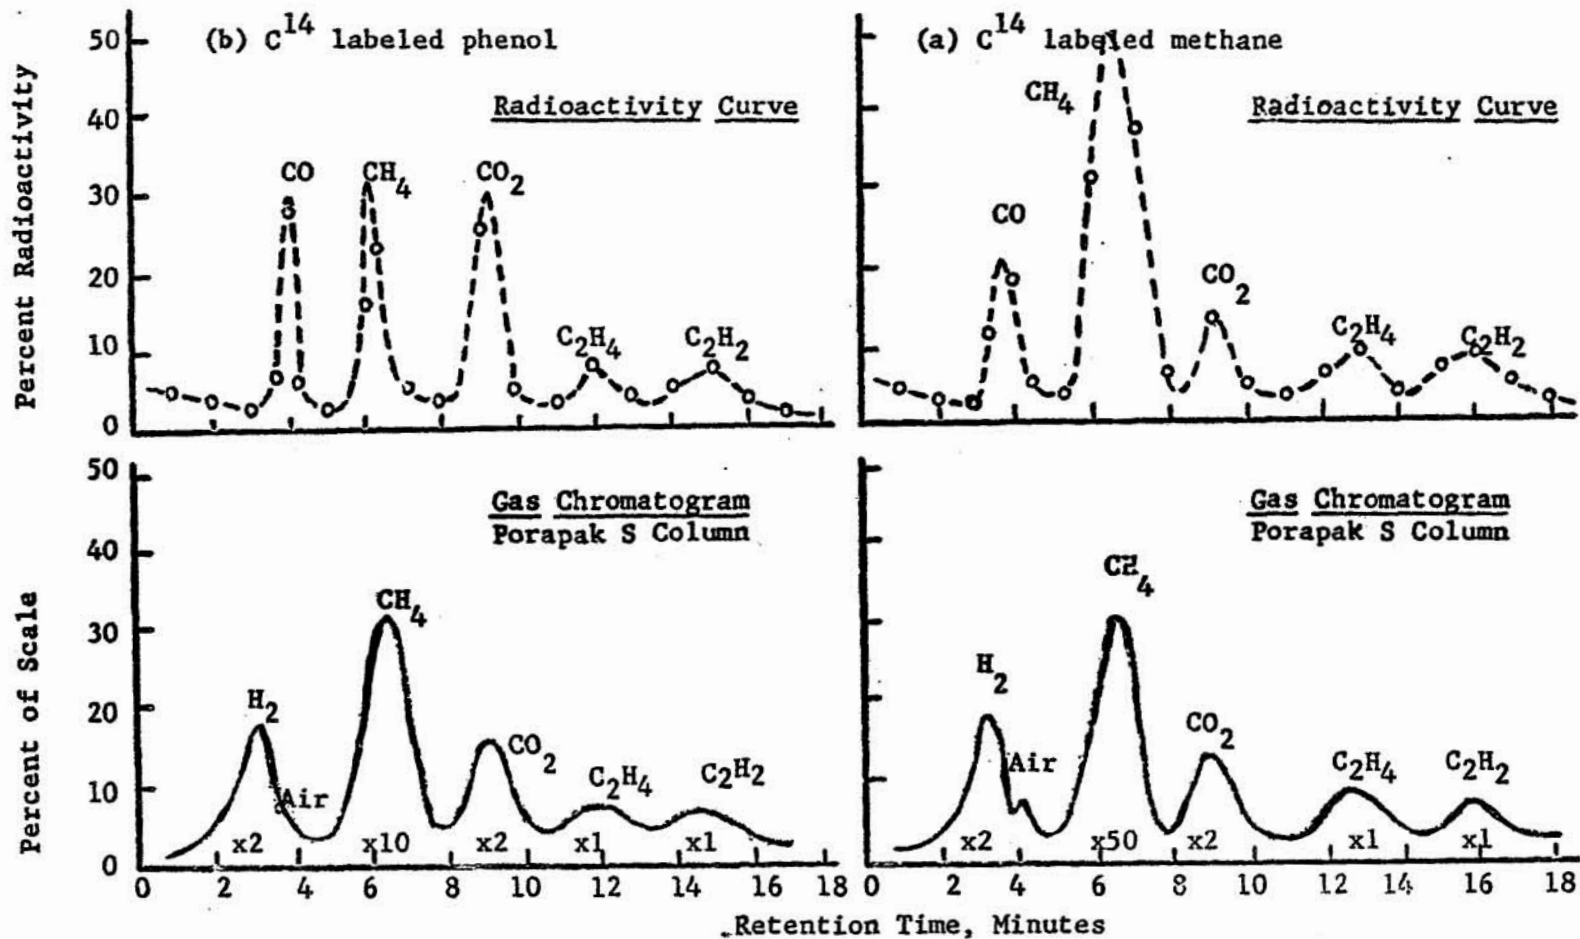 (b) C14 labeled phenol
Radioactivity Curve
Percent Radioactivity
50
40
30
20
10
0
CO
CH4
CO2
C2H4
C2H2
0
2
4
6
8
10
12
14
16
18
(a) C14 labeled methane
Radioactivity Curve
CH4
CO
CO2
C2H4
C2H2
Gas Chromatogram
Porapak S Column
Percent of Scale
50
40
30
20
10
0
H2
Air
CH4
CO2
C2H4
C2H2
x2
x10
x2
x1
x1
Gas Chromatogram
Porapak S Column
H2
Air
CH4
CO2
C2H4
C2H2
x2
x50
x2
x1
x1
0
2
4
6
8
10
12
14
16
18
Retention Time, Minutes